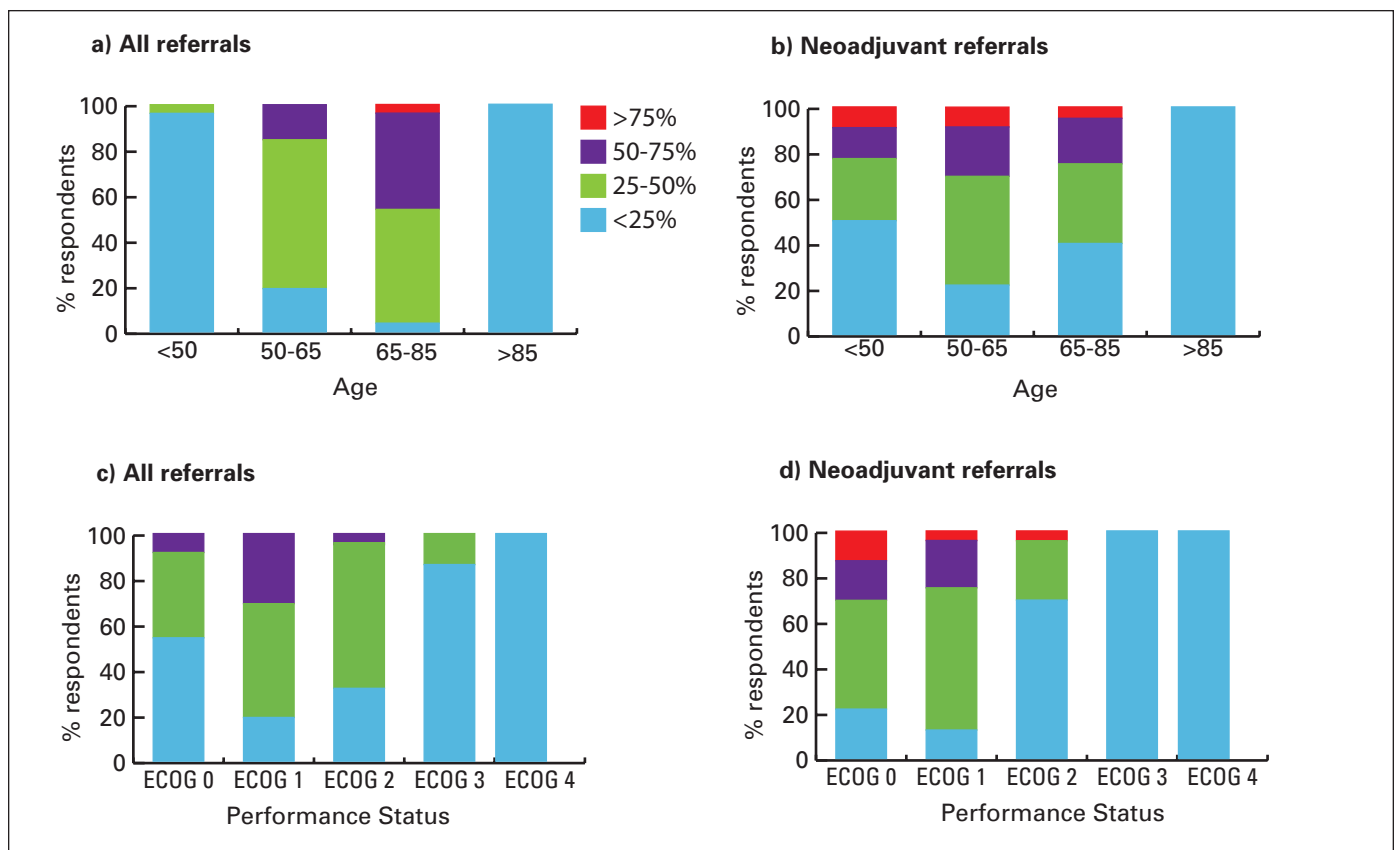 a) All referrals
100
80
60
40
20
0
% respondents
<50 50-65 65-85 >85
Age
>75%
50-75%
25-50%
<25%
b) Neoadjuvant referrals
100
80
60
40
20
0
% respondents
<50 50-65 65-85 >85
Age
c) All referrals
100
80
60
40
20
0
% respondents
ECOG 0 ECOG 1 ECOG 2 ECOG 3 ECOG 4
Performance Status
d) Neoadjuvant referrals
100
80
60
40
20
0
% respondents
ECOG 0 ECOG 1 ECOG 2 ECOG 3 ECOG 4
Performance Status